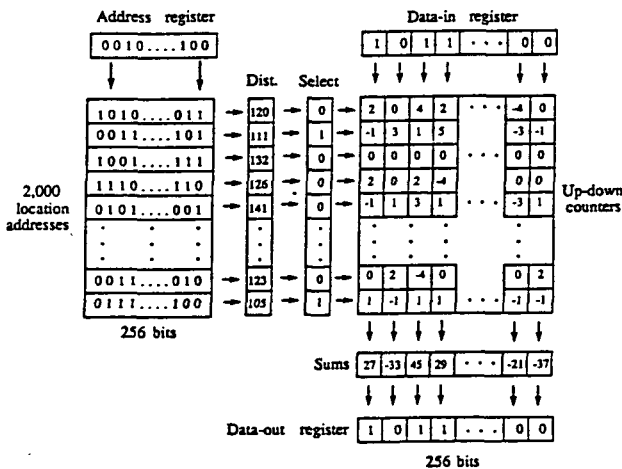 Address register
Data-in register
0010....100
1 0 1 1 · · · 0 0
Dist. Select
1010....011 120 0 2 0 4 2 · · · -4 0
0011....101 111 1 -1 3 1 5 -3 -1
1001....111 132 0 0 0 0 0 · · · 0 0
1110....110 126 0 2 0 2 -4 0 0
0101....001 141 0 -1 1 3 1 · · · -3 1
2,000
location
addresses
Up-down
counters
0011....010 123 0 0 2 -4 0 0 2
0111....100 105 1 1 -1 1 1 · · · -1 -1
256 bits
Sums 27 -33 45 29 · · · -21 -37
Data-out register 1 0 1 1 · · · 0 0
256 bits